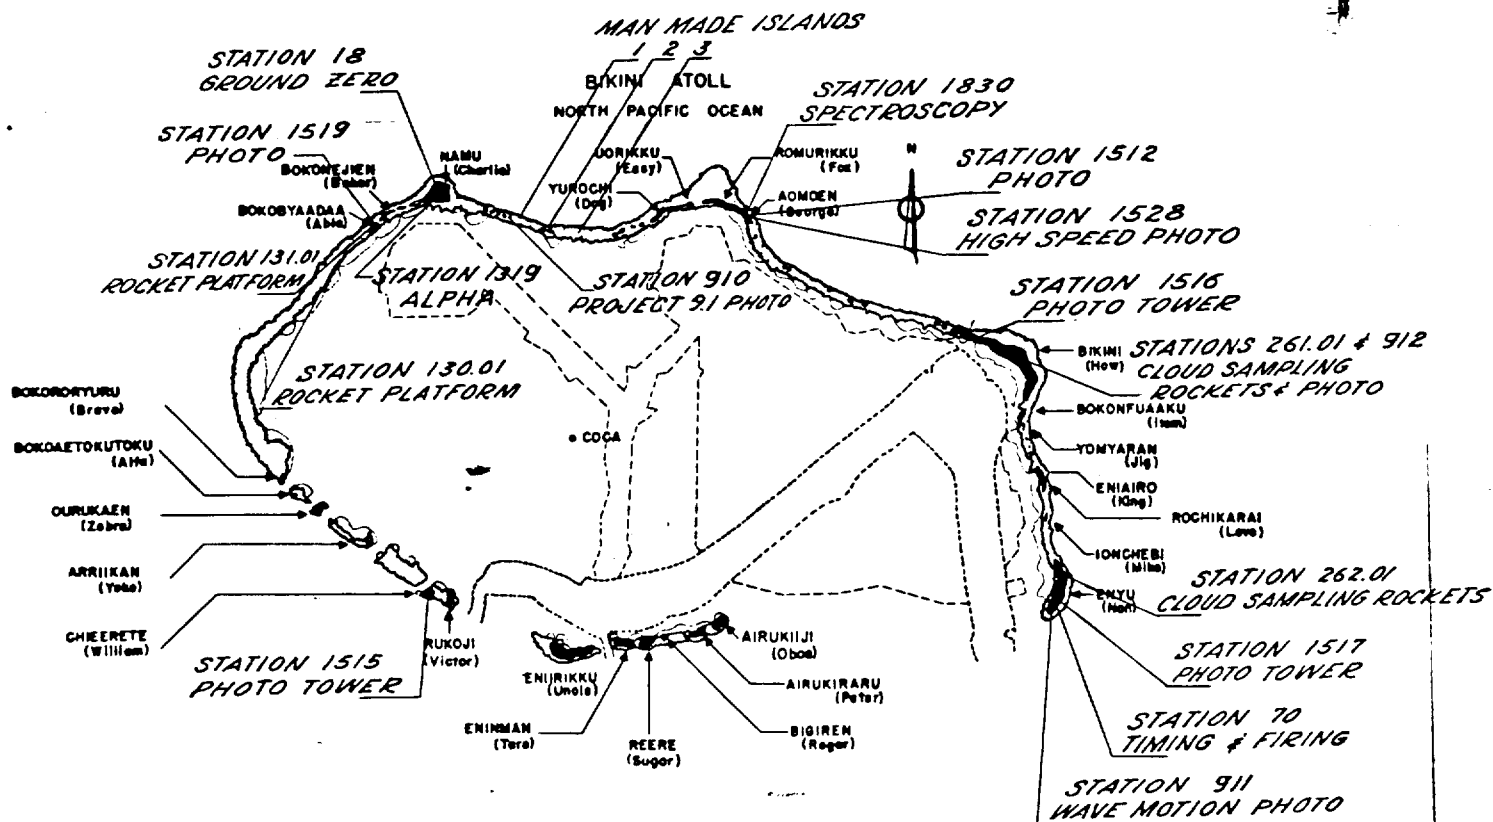 MAN MADE ISLANDS
1 2 3
STATION 18
GROUND ZERO
BIKINI ATOLL
NORTH PACIFIC OCEAN
STATION 1830
SPECTROSCOPY
STATION 1519
PHOTO
BOKONEJIEN
(Baker)
NAMU
(Charlie)
UORIKKU
(Easy)
ROMURIKKU
(Fox)
N
STATION 1512
PHOTO
YUROCHI
(Dog)
AOMOEN
(George)
BOKOBYAADAA
(Able)
STATION 1528
HIGH SPEED PHOTO
STATION 131.01
ROCKET PLATFORM
STATION 1319
ALPHA
STATION 910
PROJECT 9.1 PHOTO
STATION 1516
PHOTO TOWER
BIKINI
(How)
STATIONS 261.01 & 912
CLOUD SAMPLING
ROCKETS & PHOTO
STATION 130.01
ROCKET PLATFORM
BOKORORYURU
(Bravo)
BOKONFUAAKU
(Item)
COCA
BOKOAETOKUTOKU
(Alfa)
YOMYARAN
(Jig)
ENIAIRO
(King)
OURUKAEN
(Zebra)
ROCHIKARAI
(Love)
IONCHEBI
(Mike)
ARRIIKAN
(Yoke)
STATION 262.01
CLOUD SAMPLING ROCKETS
ENYU
(Nan)
CHIEERETE
(William)
RUKOJI
(Victor)
AIRUKIIJI
(Oboe)
STATION 1515
PHOTO TOWER
STATION 1517
PHOTO TOWER
ENIIRIKKU
(Uncle)
AIRUKIRARU
(Peter)
ENINMAN
(Tare)
REERE
(Sugar)
BIGIREN
(Roger)
STATION 70
TIMING & FIRING
STATION 911
WAVE MOTION PHOTO